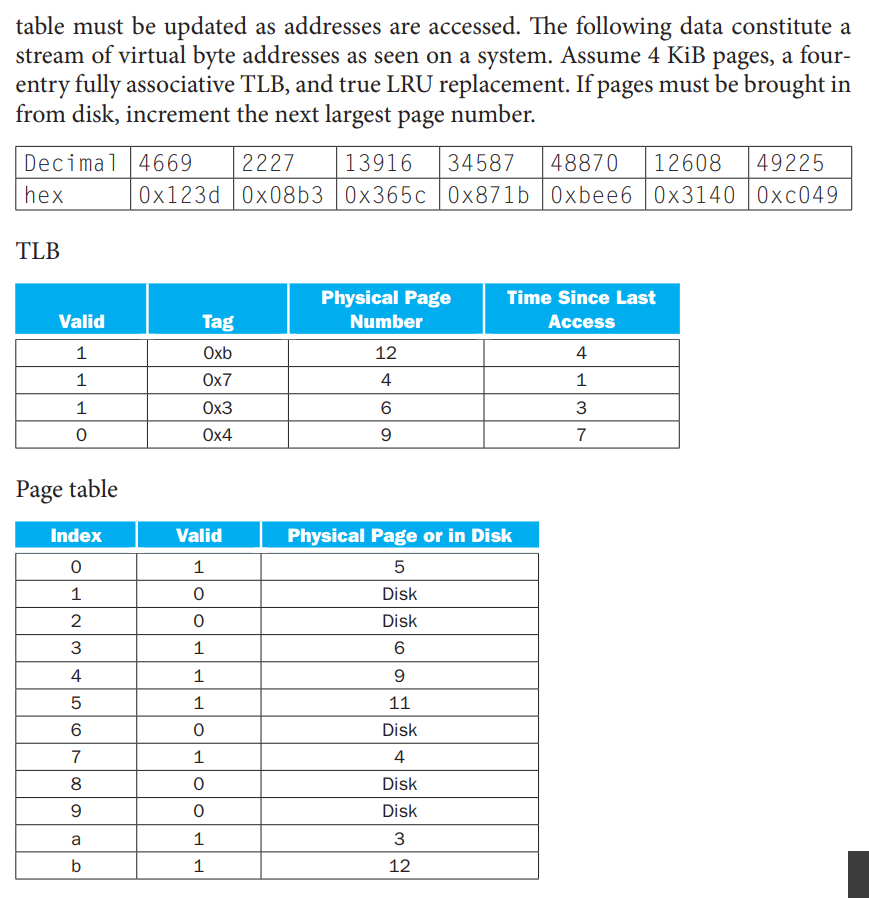 table must be updated as addresses are accessed. The following data constitute a
stream of virtual byte addresses as seen on a system. Assume 4 KiB pages, a four-
entry fully associative TLB, and true LRU replacement. If pages must be brought in
from disk, increment the next largest page number.
Decimal 4669 2227 13916 34587 48870 12608 49225
hex 0x123d 0x08b3 0x365c 0x871b 0xbee6 0x3140 0xc049
TLB
Valid Tag Physical Page Number Time Since Last Access
1 0xb 12 4
1 0x7 4 1
1 0x3 6 3
0 0x4 9 7
Page table
Index Valid Physical Page or in Disk
0 1 5
1 0 Disk
2 0 Disk
3 1 6
4 1 9
5 1 11
6 0 Disk
7 1 4
8 0 Disk
9 0 Disk
a 1 3
b 1 12